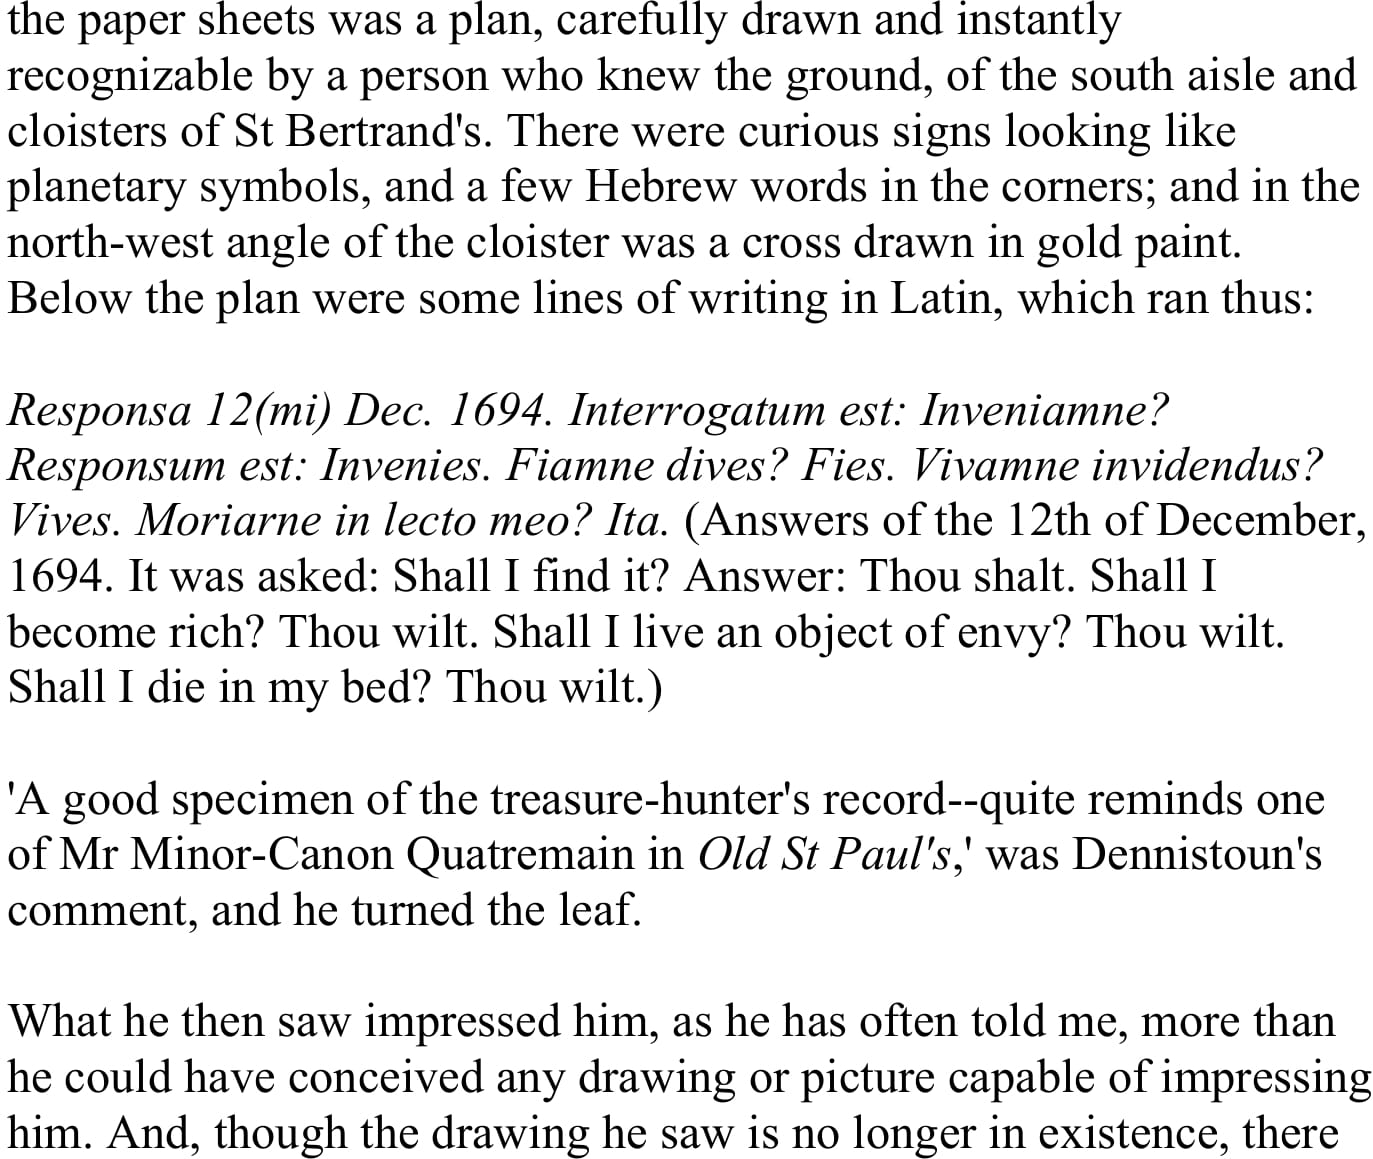 the paper sheets was a plan, carefully drawn and instantly
recognizable by a person who knew the ground, of the south aisle and
cloisters of St Bertrand's. There were curious signs looking like
planetary symbols, and a few Hebrew words in the corners; and in the
north-west angle of the cloister was a cross drawn in gold paint.
Below the plan were some lines of writing in Latin, which ran thus:
Responsa 12(mi) Dec. 1694. Interrogatum est: Inveniamne?
Responsum est: Invenies. Fiamne dives? Fies. Vivamne invidendus?
Vives. Moriarne in lecto meo? Ita. (Answers of the 12th of December,
1694. It was asked: Shall I find it? Answer: Thou shalt. Shall I
become rich? Thou wilt. Shall I live an object of envy? Thou wilt.
Shall I die in my bed? Thou wilt.)
'A good specimen of the treasure-hunter's record--quite reminds one
of Mr Minor-Canon Quatremain in Old St Paul's,' was Dennistoun's
comment, and he turned the leaf.
What he then saw impressed him, as he has often told me, more than
he could have conceived any drawing or picture capable of impressing
him. And, though the drawing he saw is no longer in existence, there